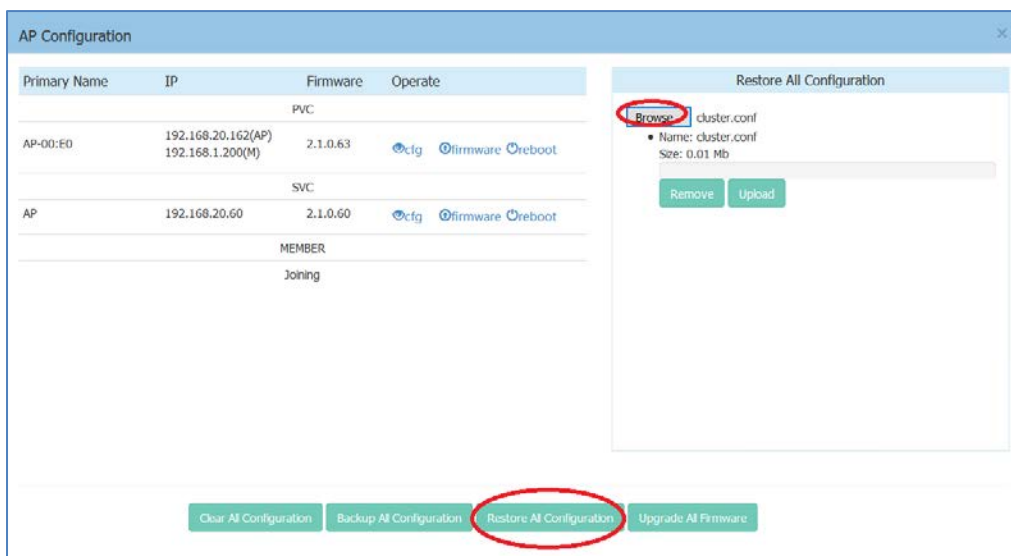 AP Configuration
×
Primary Name IP Firmware Operate
PVC
AP-00:E0 192.168.20.162(AP) 192.168.1.200(M) 2.1.0.63 cfg firmware reboot
SVC
AP 192.168.20.60 2.1.0.60 cfg firmware reboot
MEMBER
Joining
Restore All Configuration
Browse cluster.conf
• Name: cluster.conf
Size: 0.01 Mb
Remove Upload
Clear All Configuration Backup All Configuration Restore All Configuration Upgrade All Firmware